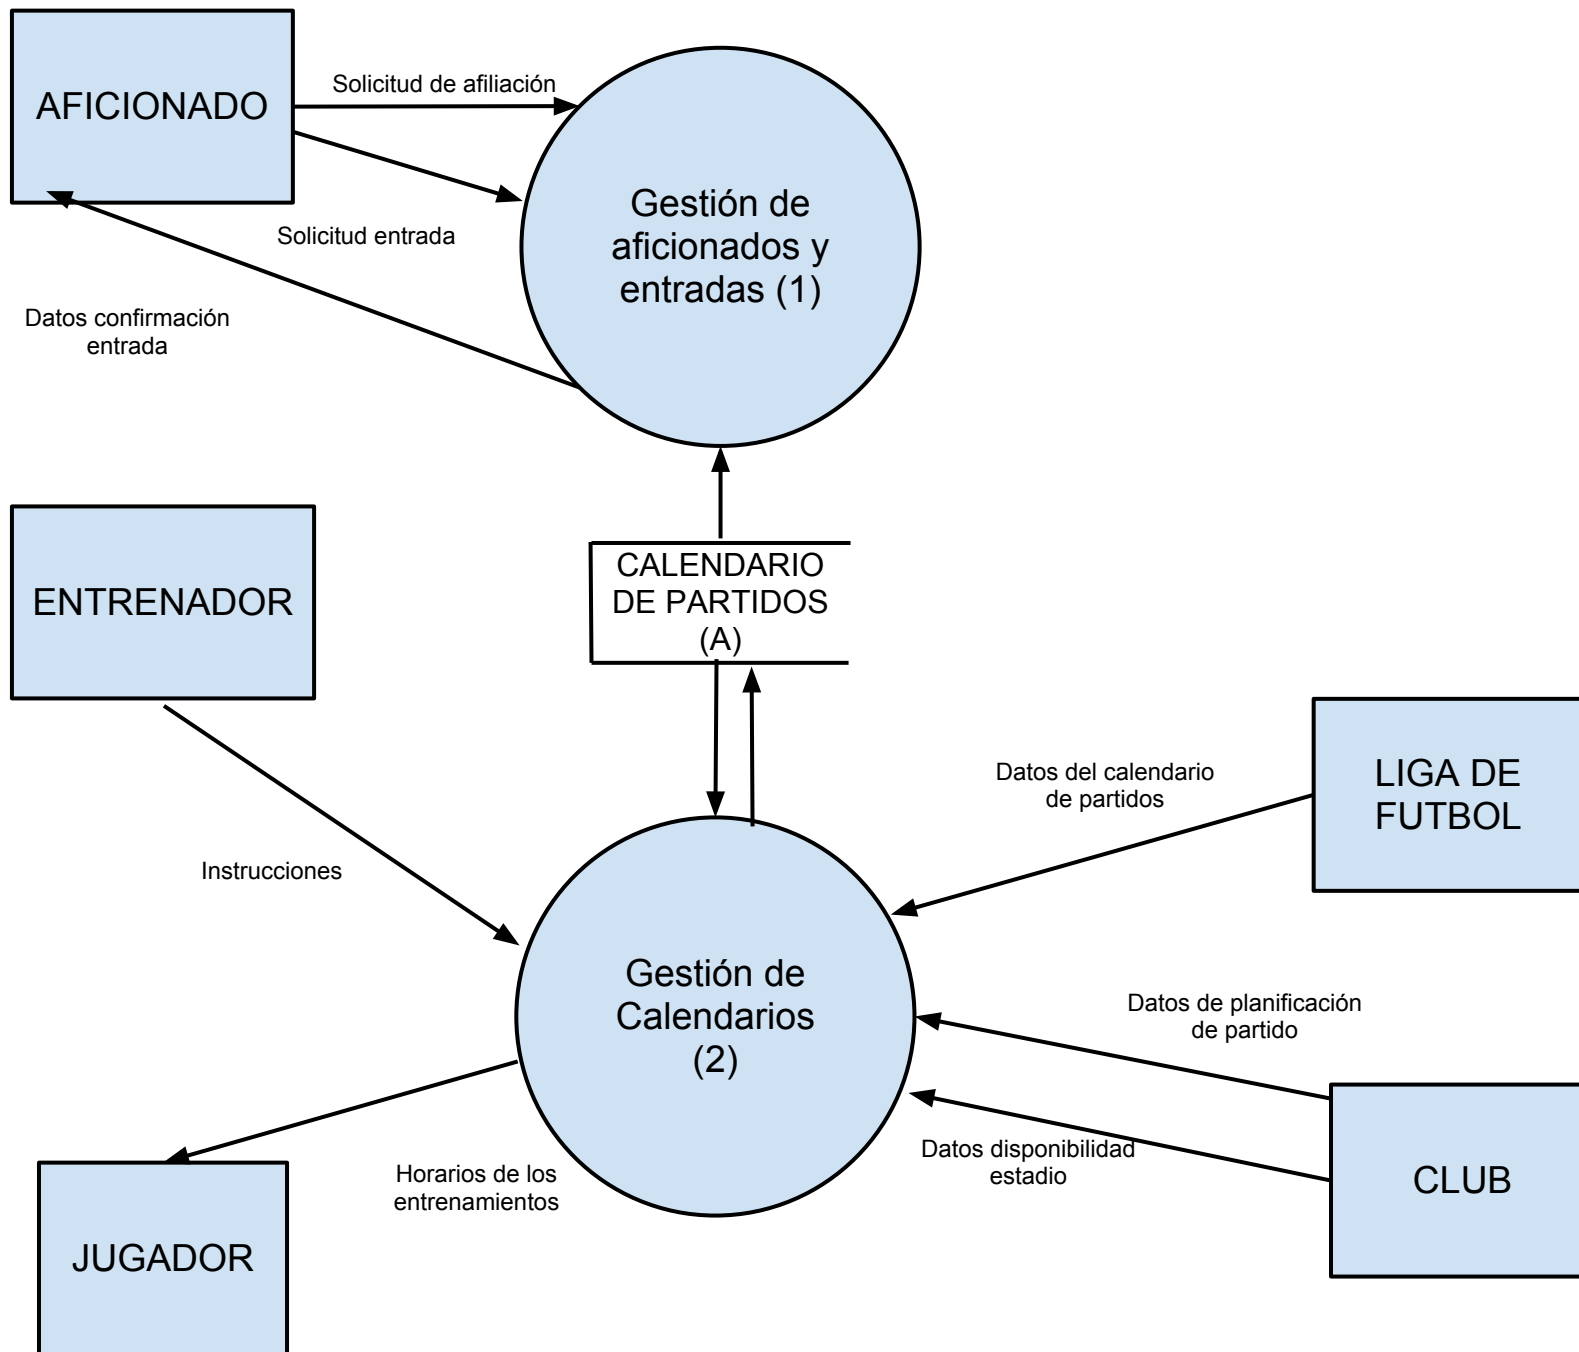 AFICIONADO
Solicitud de afiliación
Gestión de
aficionados y
entradas (1)
Solicitud entrada
Datos confirmación
entrada
ENTRENADOR
CALENDARIO
DE PARTIDOS
(A)
Datos del calendario
de partidos
LIGA DE
FUTBOL
Instrucciones
Gestión de
Calendarios
(2)
Datos de planificación
de partido
Datos disponibilidad
estadio
CLUB
Horarios de los
entrenamientos
JUGADOR